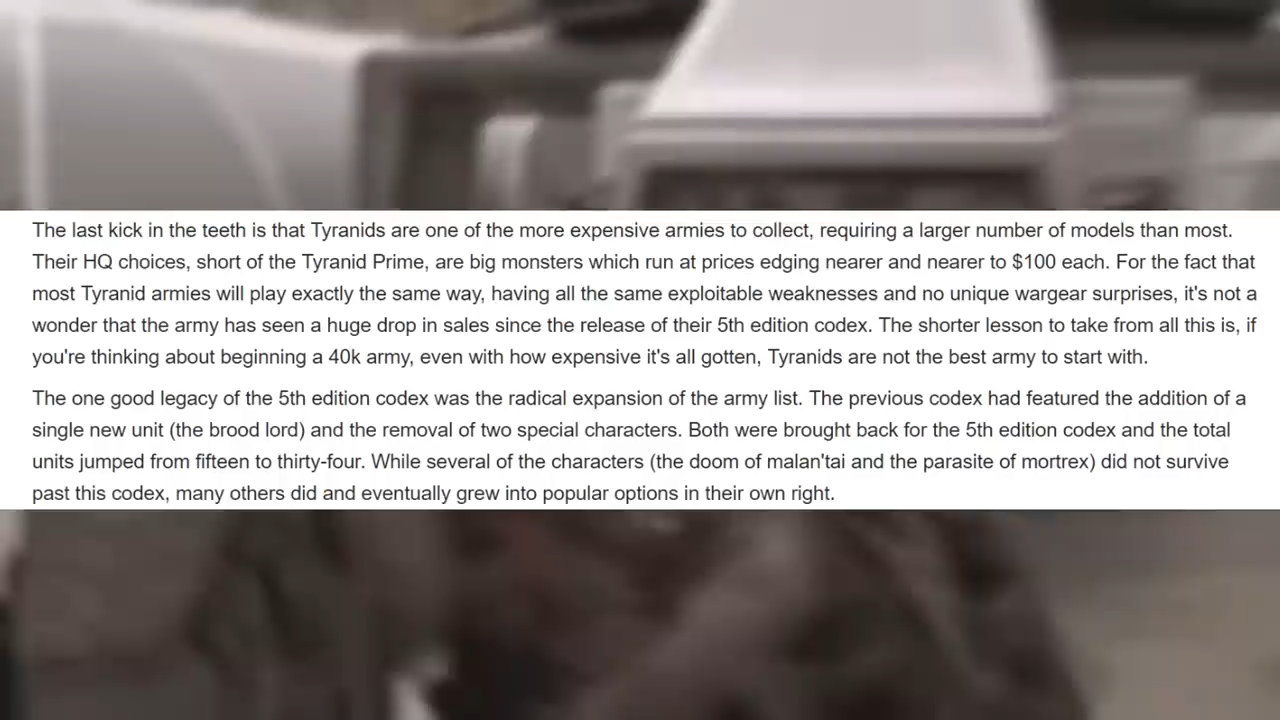 The last kick in the teeth is that Tyranids are one of the more expensive armies to collect, requiring a larger number of models than most.
Their HQ choices, short of the Tyranid Prime, are big monsters which run at prices edging nearer and nearer to $100 each. For the fact that
most Tyranid armies will play exactly the same way, having all the same exploitable weaknesses and no unique wargear surprises, it's not a
wonder that the army has seen a huge drop in sales since the release of their 5th edition codex. The shorter lesson to take from all this is, if
you're thinking about beginning a 40k army, even with how expensive it's all gotten, Tyranids are not the best army to start with.
The one good legacy of the 5th edition codex was the radical expansion of the army list. The previous codex had featured the addition of a
single new unit (the brood lord) and the removal of two special characters. Both were brought back for the 5th edition codex and the total
units jumped from fifteen to thirty-four. While several of the characters (the doom of malan'tai and the parasite of mortrex) did not survive
past this codex, many others did and eventually grew into popular options in their own right.